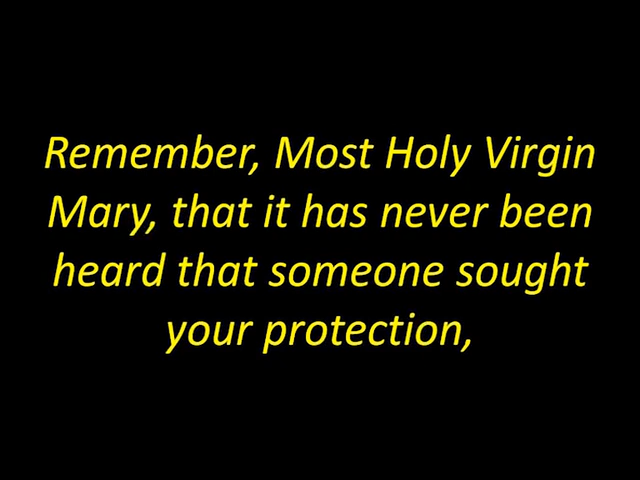 Remember, Most Holy Virgin
Mary, that it has never been
heard that someone sought
your protection,